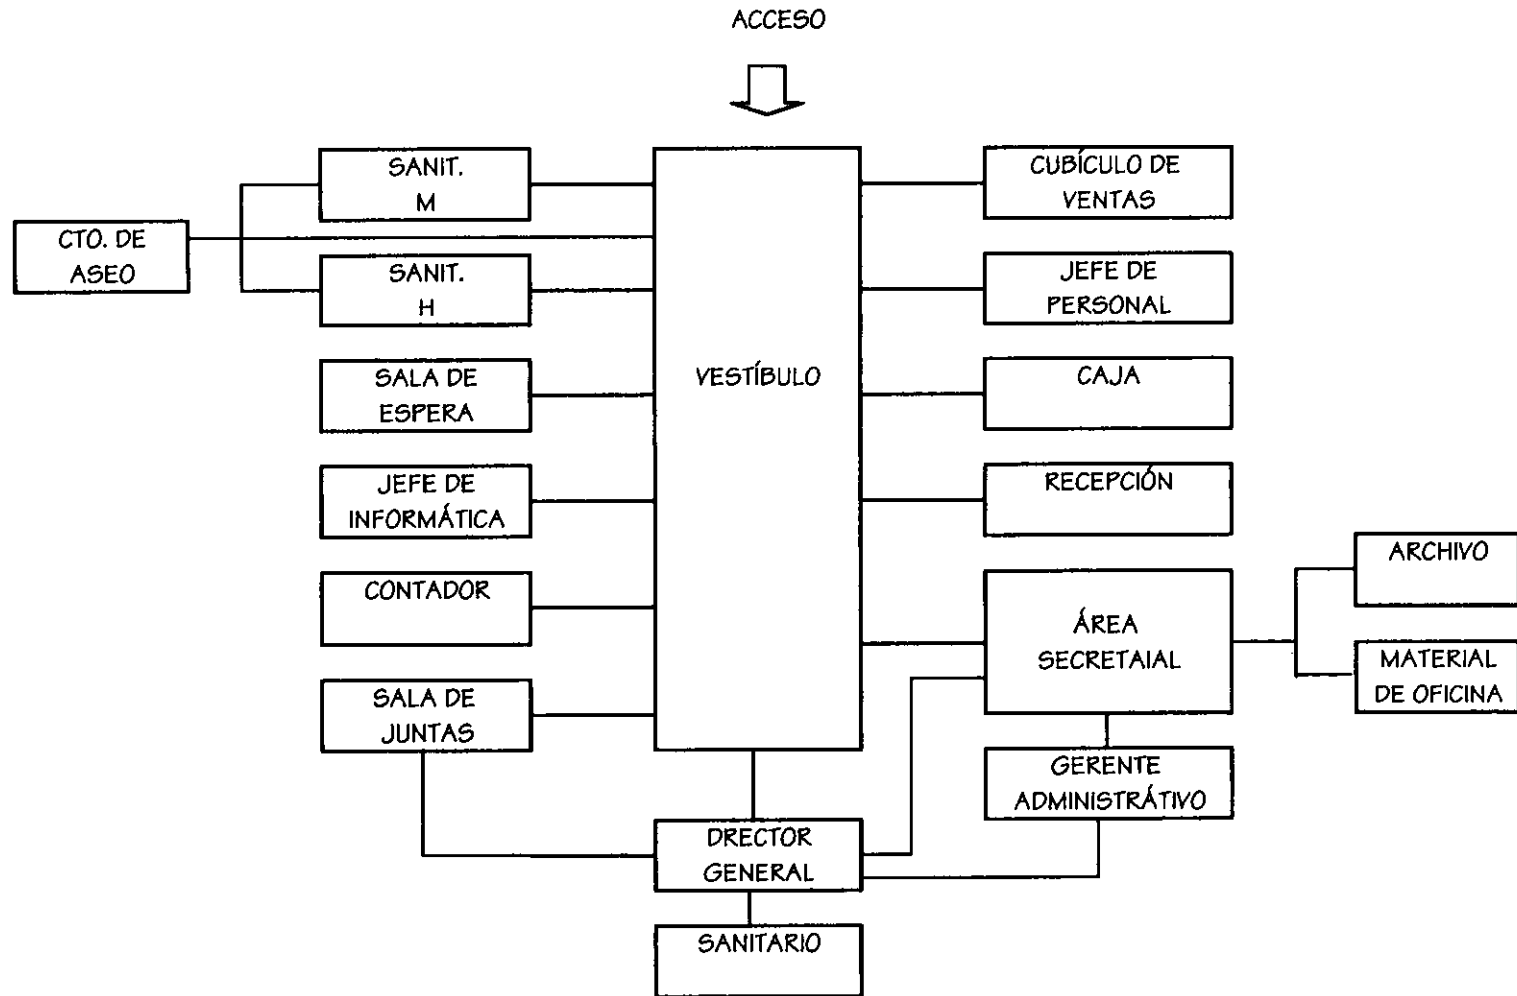 ACCESO
SANIT.
M
CUBÍCULO DE
VENTAS
CTO. DE
ASEO
SANIT.
H
JEFE DE
PERSONAL
SALA DE
ESPERA
VESTÍBULO
CAJA
JEFE DE
INFORMÁTICA
RECEPCIÓN
CONTADOR
ÁREA
SECRETAIAL
ARCHIVO
MATERIAL
DE OFICINA
SALA DE
JUNTAS
GERENTE
ADMINISTRÁTIVO
DRECTOR
GENERAL
SANITARIO